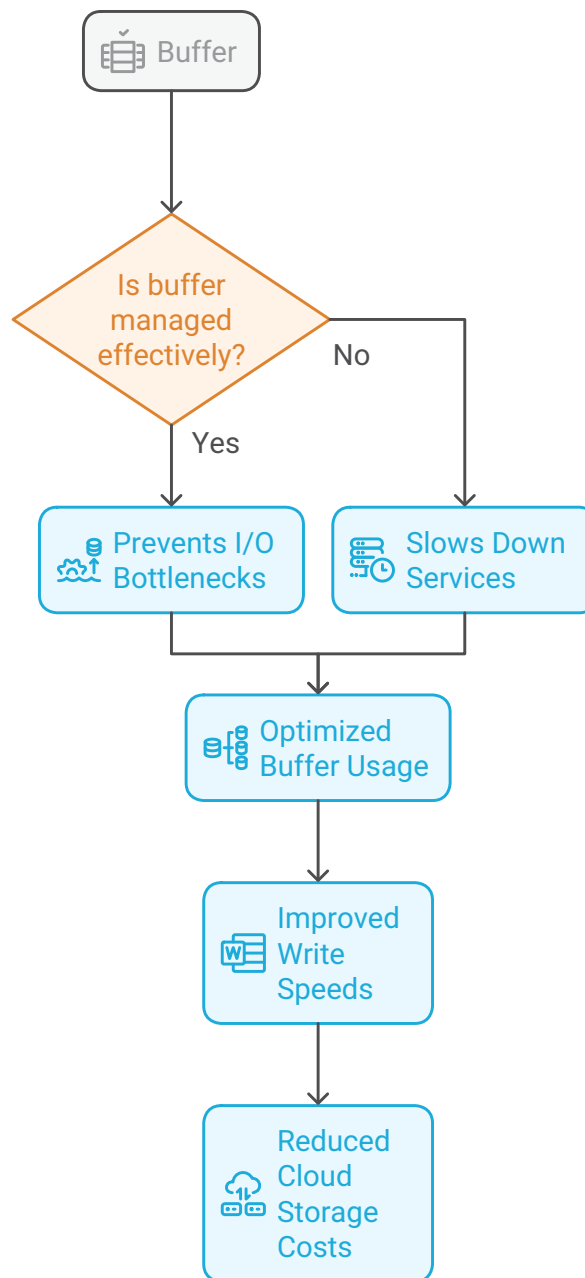 Buffer
Is buffer
managed
effectively?
No
Yes
Prevents I/O
Bottlenecks
Slows Down
Services
Optimized
Buffer Usage
W
Improved
Write
Speeds
Reduced
Cloud
Storage
Costs